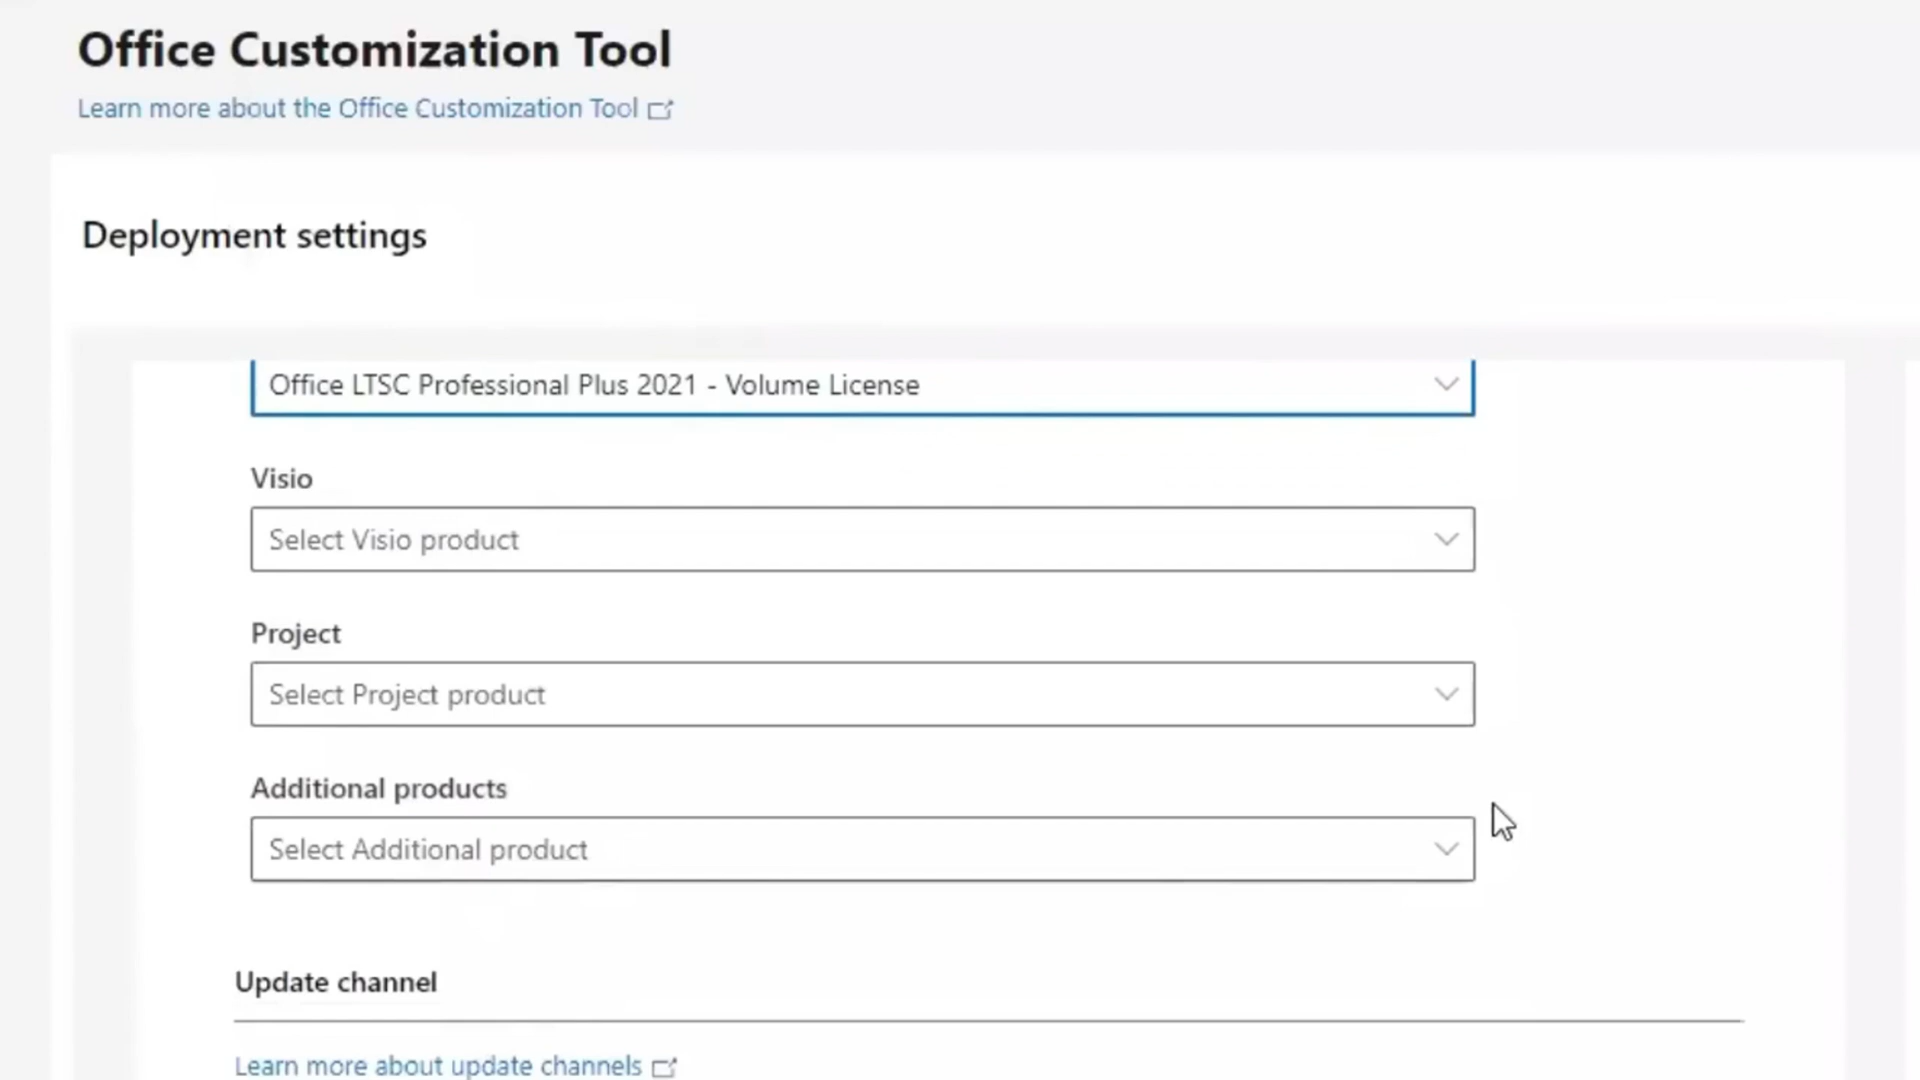 Office Customization Tool
Learn more about the Office Customization Tool
Deployment settings
Office LTSC Professional Plus 2021 - Volume License
Visio
Select Visio product
Project
Select Project product
Additional products
Select Additional product
Update channel
Learn more about update channels